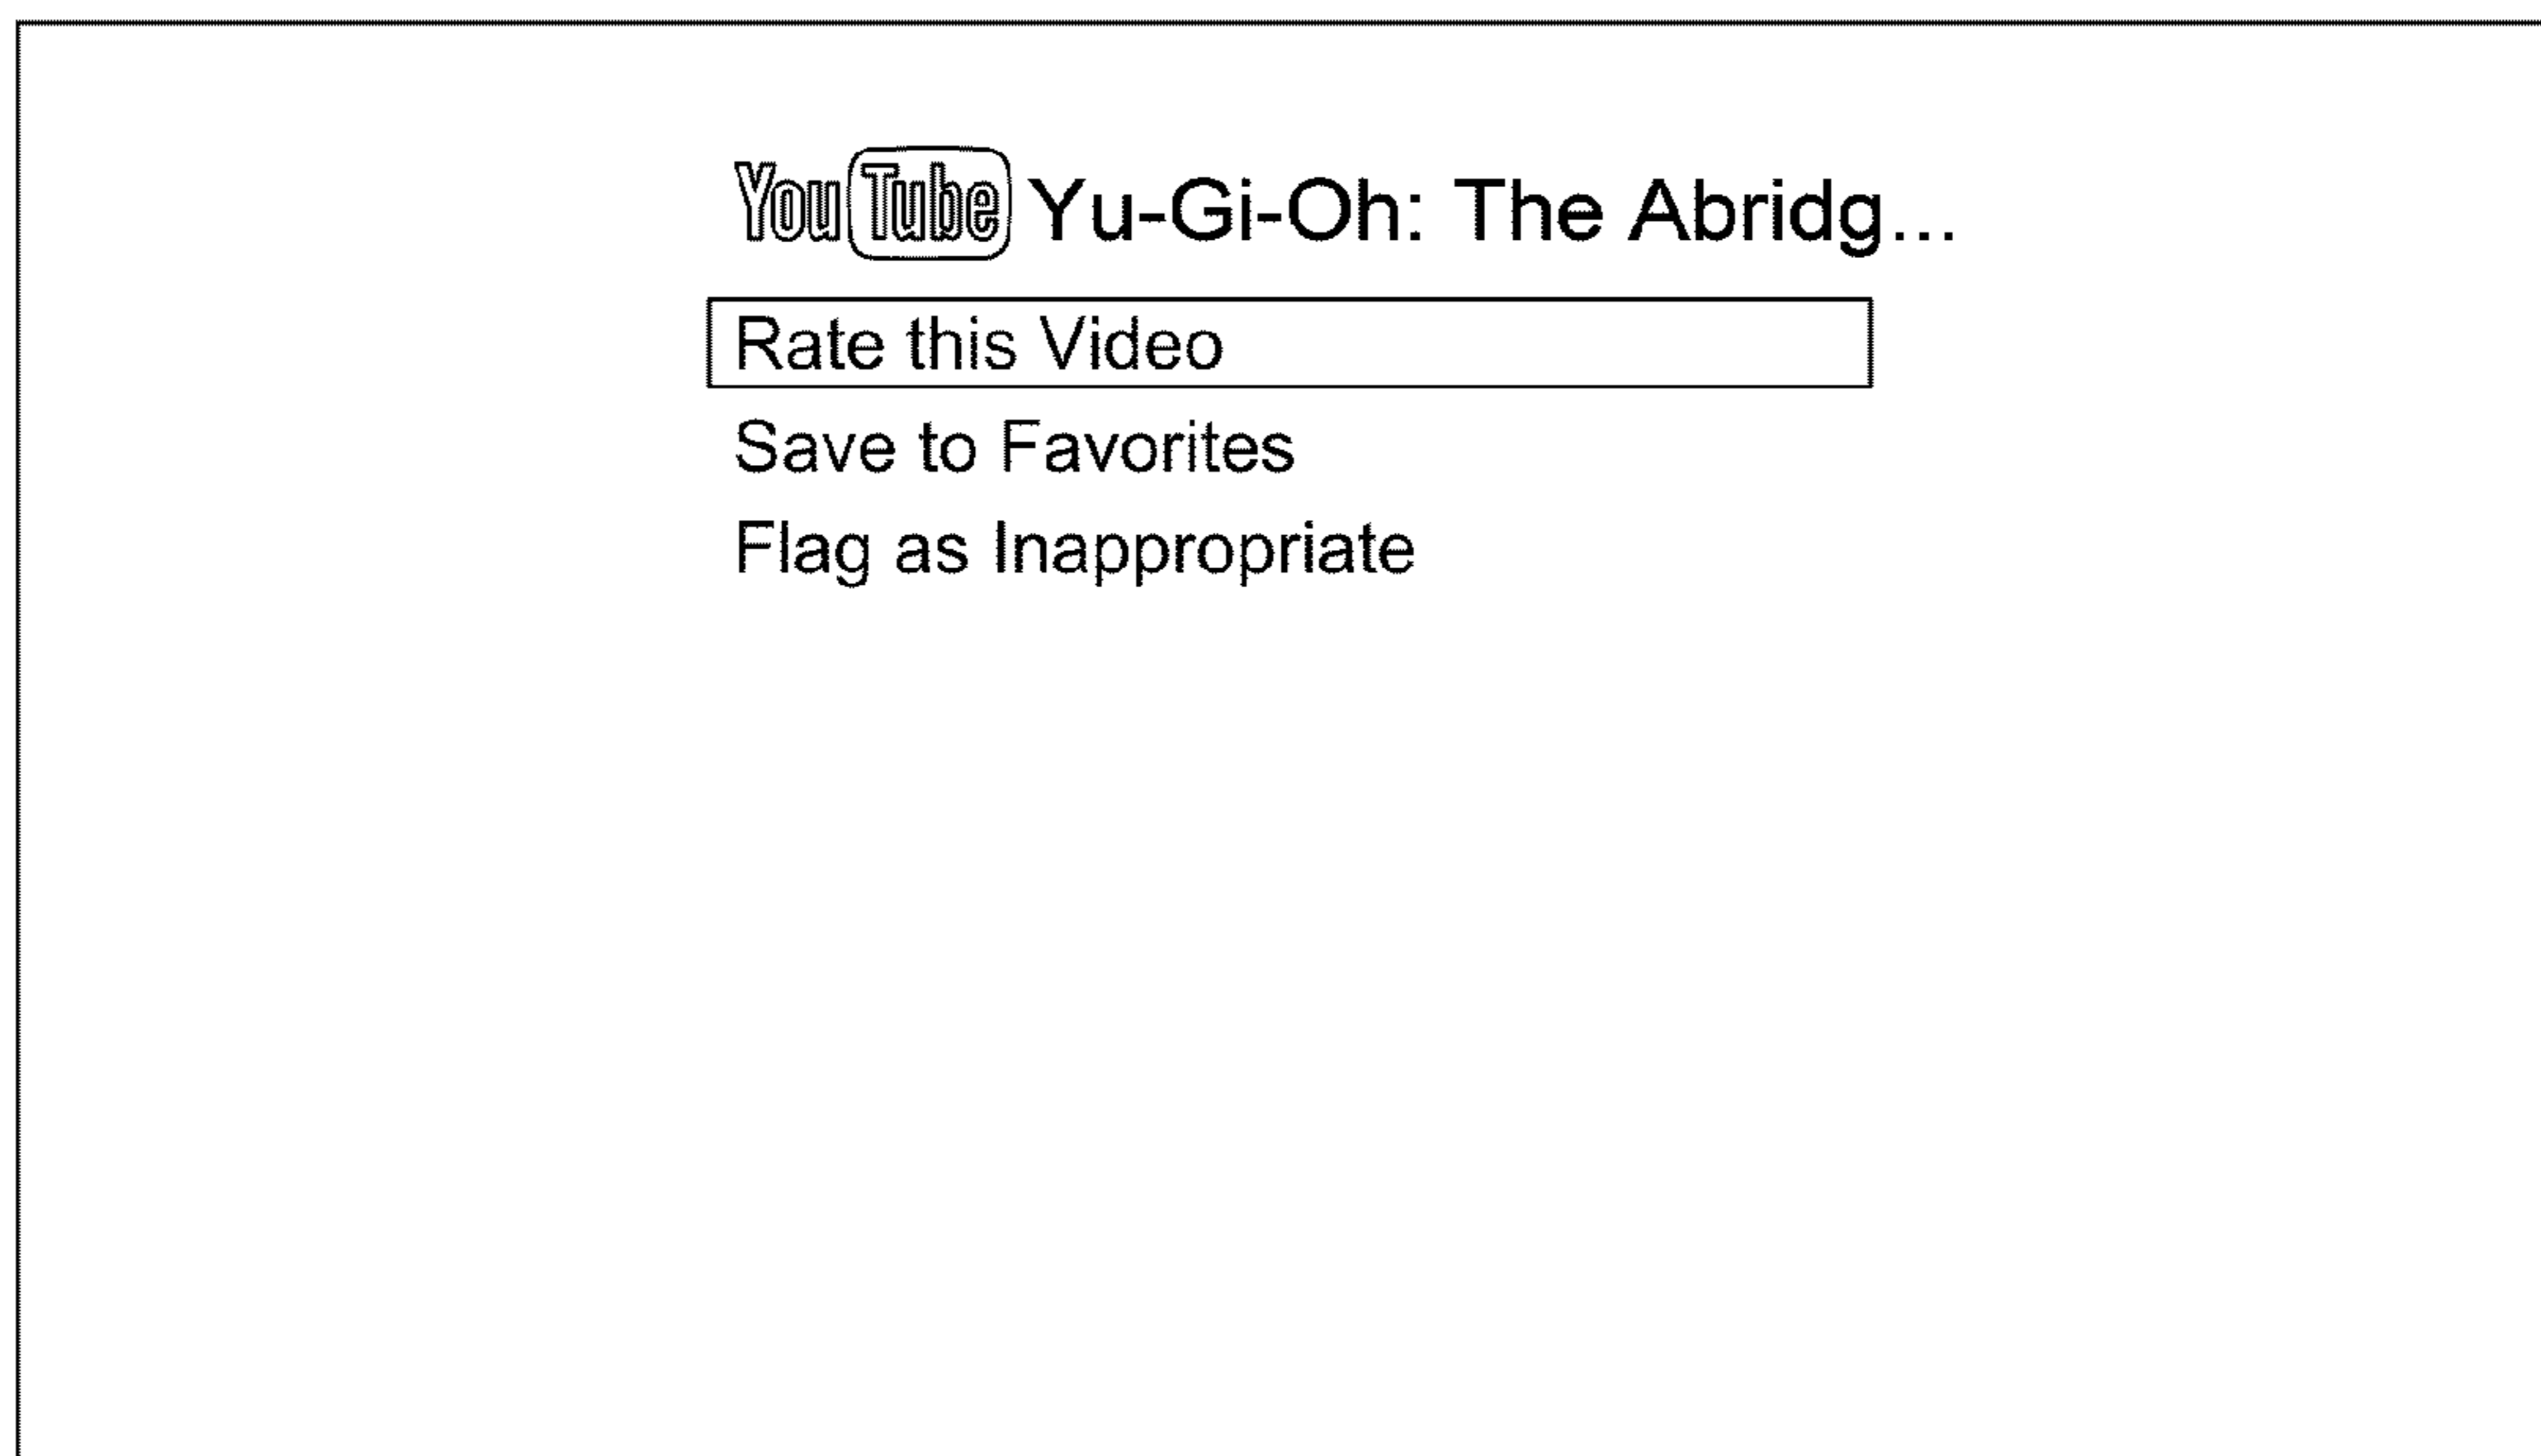 YouTube Yu-Gi-Oh: The Abridg...
Rate this Video
Save to Favorites
Flag as Inappropriate